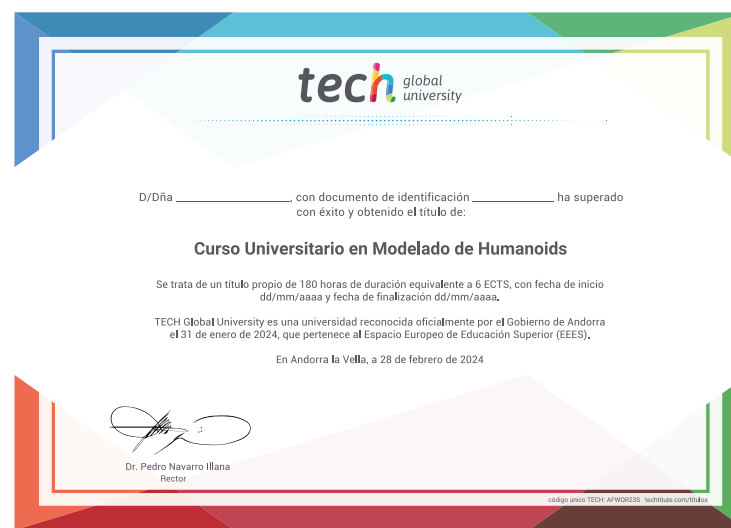 tech global
university
D/Dña ____________________, con documento de identificación ______________ ha superado
con éxito y obtenido el título de:
Curso Universitario en Modelado de Humanoids
Se trata de un título propio de 180 horas de duración equivalente a 6 ECTS, con fecha de inicio
dd/mm/aaaa y fecha de finalización dd/mm/aaaa.
TECH Global University es una universidad reconocida oficialmente por el Gobierno de Andorra
el 31 de enero de 2024, que pertenece al Espacio Europeo de Educación Superior (EEES).
En Andorra la Vella, a 28 de febrero de 2024
Dr. Pedro Navarro Illana
Rector
código único TECH: AFWOR23S techtitute.com/titulos